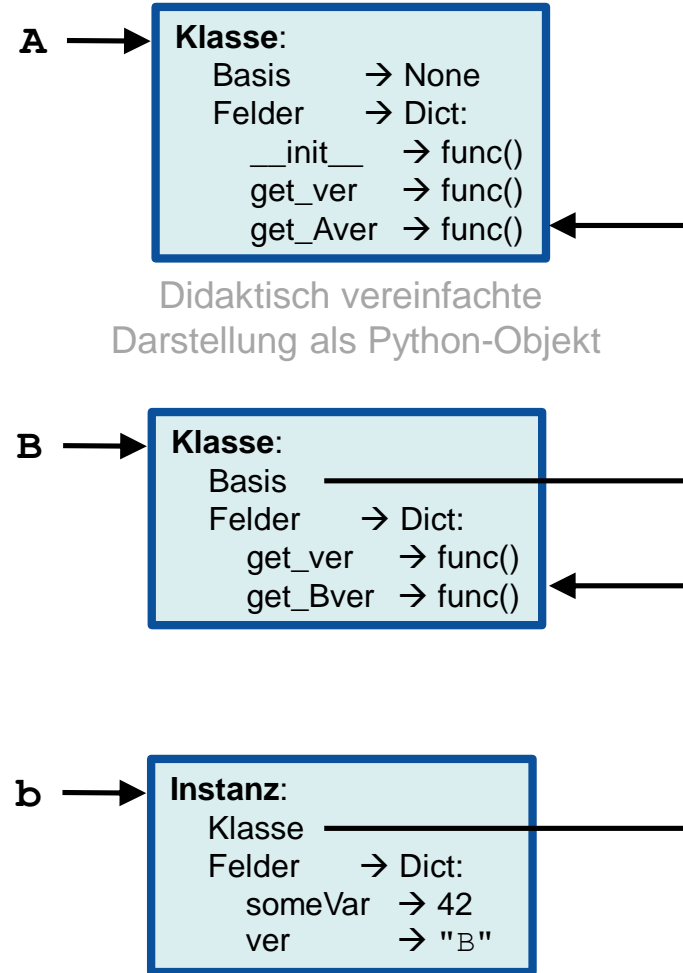 A
Klasse:
Basis → None
Felder → Dict:
__init__ → func()
get_ver → func()
get_Aver → func()
Didaktisch vereinfachte
Darstellung als Python-Objekt
B
Klasse:
Basis
Felder → Dict:
get_ver → func()
get_Bver → func()
b
Instanz:
Klasse
Felder → Dict:
someVar → 42
ver → "B"